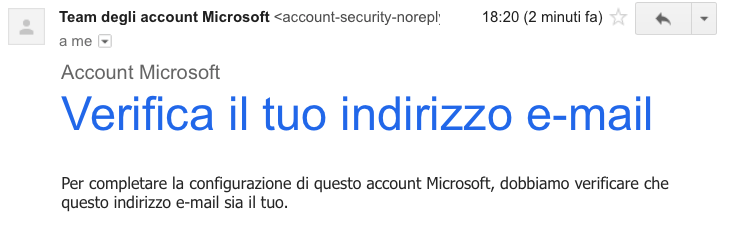 Team degli account Microsoft <account-security-noreply 18:20 (2 minuti fa)
a me
Account Microsoft
Verifica il tuo indirizzo e-mail
Per completare la configurazione di questo account Microsoft, dobbiamo verificare che
questo indirizzo e-mail sia il tuo.